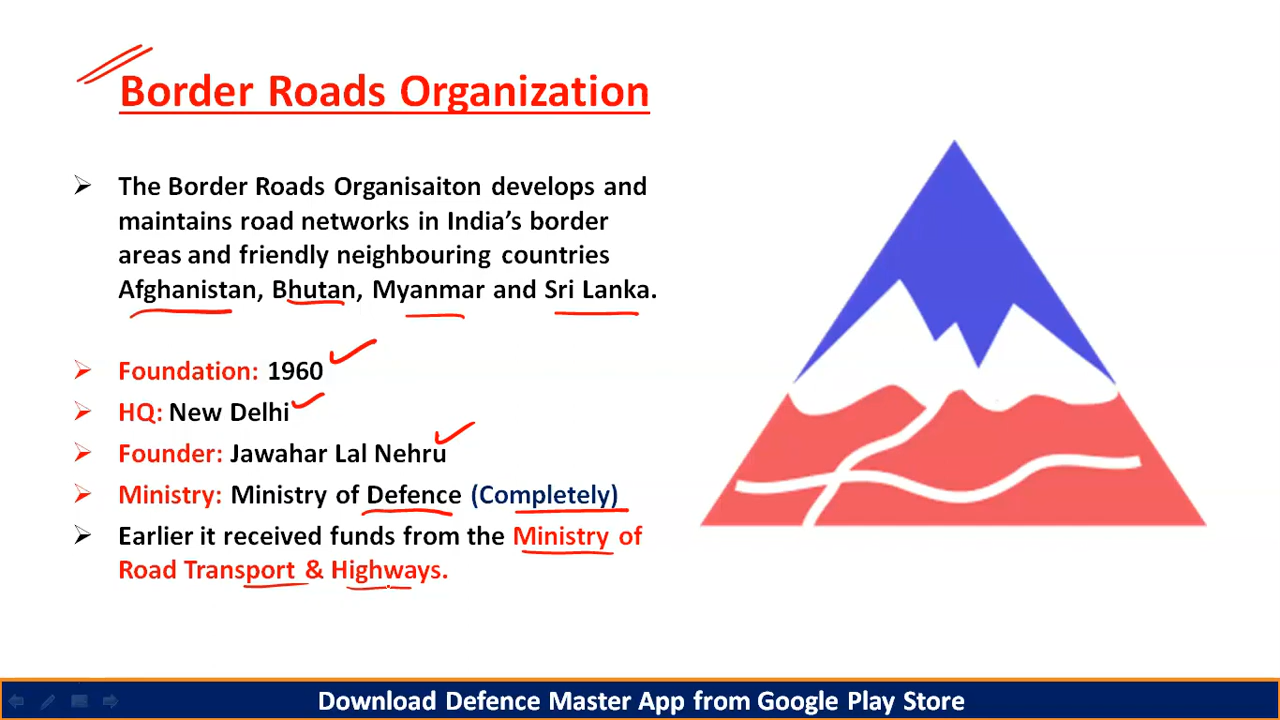 Border Roads Organization
The Border Roads Organisaiton develops and
maintains road networks in India’s border
areas and friendly neighbouring countries
Afghanistan, Bhutan, Myanmar and Sri Lanka.
Foundation: 1960
HQ: New Delhi
Founder: Jawahar Lal Nehru
Ministry: Ministry of Defence (Completely)
Earlier it received funds from the Ministry of
Road Transport & Highways.
Download Defence Master App from Google Play Store